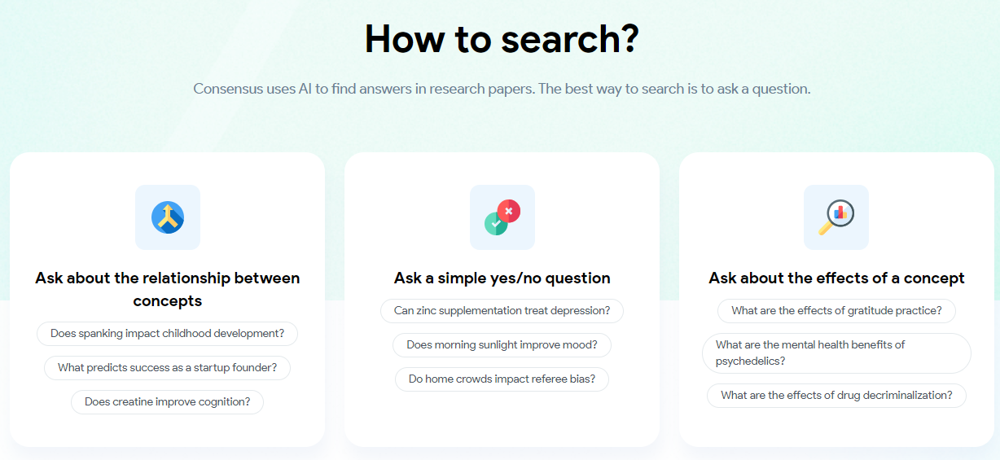 How to search?
Consensus uses AI to find answers in research papers. The best way to search is to ask a question.
Ask about the relationship between
concepts
Does spanking impact childhood development?
What predicts success as a startup founder?
Does creatine improve cognition?
Ask a simple yes/no question
Can zinc supplementation treat depression?
Does morning sunlight improve mood?
Do home crowds impact referee bias?
Ask about the effects of a concept
What are the effects of gratitude practice?
What are the mental health benefits of
psychedelics?
What are the effects of drug decriminalization?